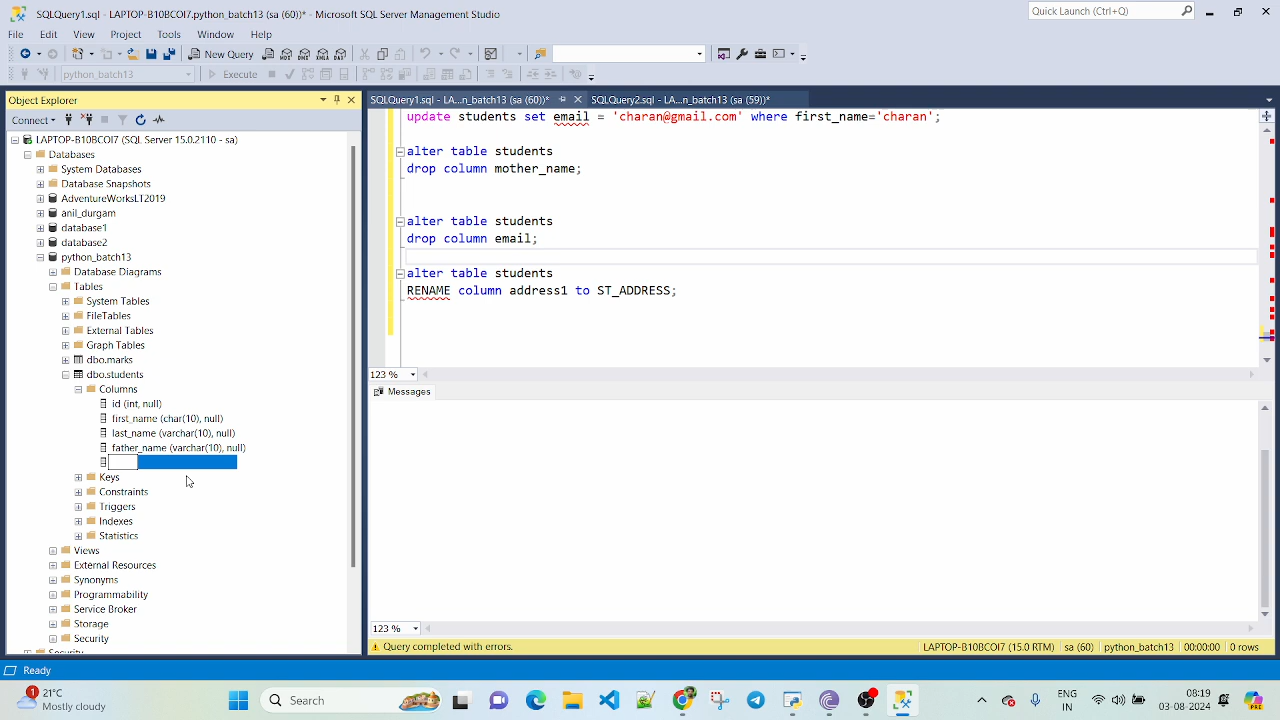 SQLQuery1.sql - LAPTOP-B10BCOI7.python_batch13 (sa (60))* - Microsoft SQL Server Management Studio
Quick Launch (Ctrl+Q)
File Edit View Project Tools Window Help
New Query
python_batch13 Execute
Object Explorer
SQLQuery1.sql - LA...n_batch13 (sa (60))* SQLQuery2.sql - LA...n_batch13 (sa (59))*
Connect
LAPTOP-B10BCOI7 (SQL Server 15.0.2110 - sa)
Databases
System Databases
Database Snapshots
AdventureWorksLT2019
anil_durgam
database1
database2
python_batch13
Database Diagrams
Tables
System Tables
FileTables
External Tables
Graph Tables
dbo.marks
dbo.students
Columns
id (int, null)
first_name (char(10), null)
last_name (varchar(10), null)
father_name (varchar(10), null)
Keys
Constraints
Triggers
Indexes
Statistics
Views
External Resources
Synonyms
Programmability
Service Broker
Storage
Security
update students set email = 'charan@gmail.com' where first_name='charan';
alter table students
drop column mother_name;
alter table students
drop column email;
alter table students
RENAME column address1 to ST_ADDRESS;
123 %
Messages
123 %
Query completed with errors. LAPTOP-B10BCOI7 (15.0 RTM) sa (60) python_batch13 00:00:00 0 rows
Ready
1 21°C
Mostly cloudy
Search
ENG
IN
08:19
03-08-2024
PRE